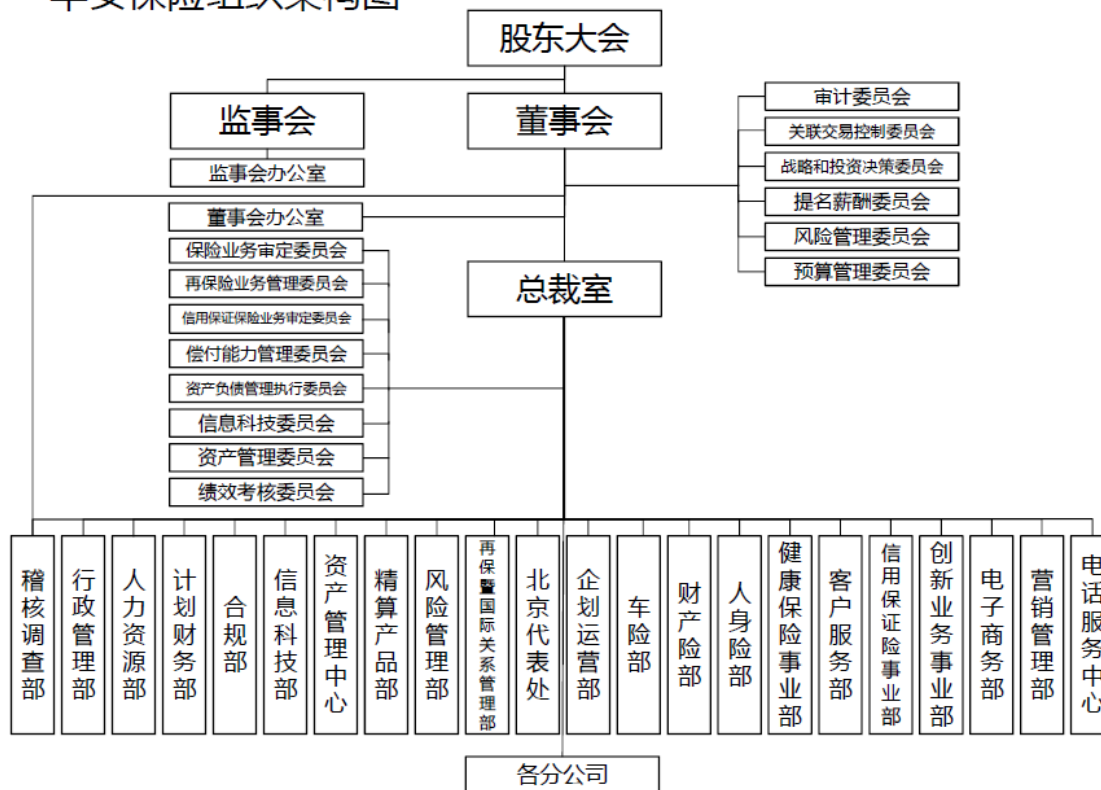 华安保险组织架构图
股东大会
监事会
董事会
审计委员会
关联交易控制委员会
战略和投资决策委员会
提名薪酬委员会
风险管理委员会
预算管理委员会
监事会办公室
董事会办公室
保险业务审定委员会
再保险业务管理委员会
信用保证保险业务审定委员会
偿付能力管理委员会
资产负债管理执行委员会
信息科技委员会
资产管理委员会
绩效考核委员会
总裁室
稽核调查部
行政管理部
人力资源部
计划财务部
合规部
信息科技部
资产管理中心
精算产品部
风险管理部
再保暨国际关系管理部
北京代表处
企划运营部
车险部
财产险部
人身险部
健康保险事业部
客户服务部
信用保证险事业部
创新业务事业部
电子商务部
营销管理部
电话服务中心
各分公司